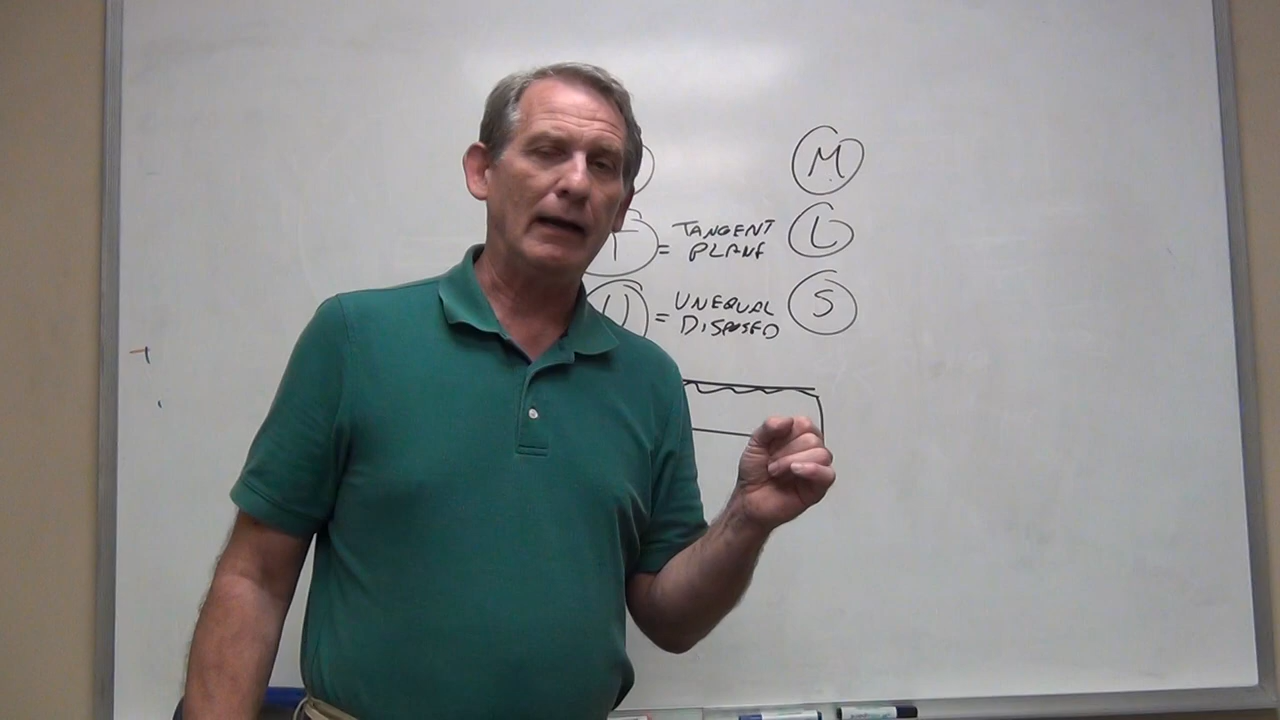 M
T = TANGENT L
PLANE
U = UNEQUAL S
DISPOSED